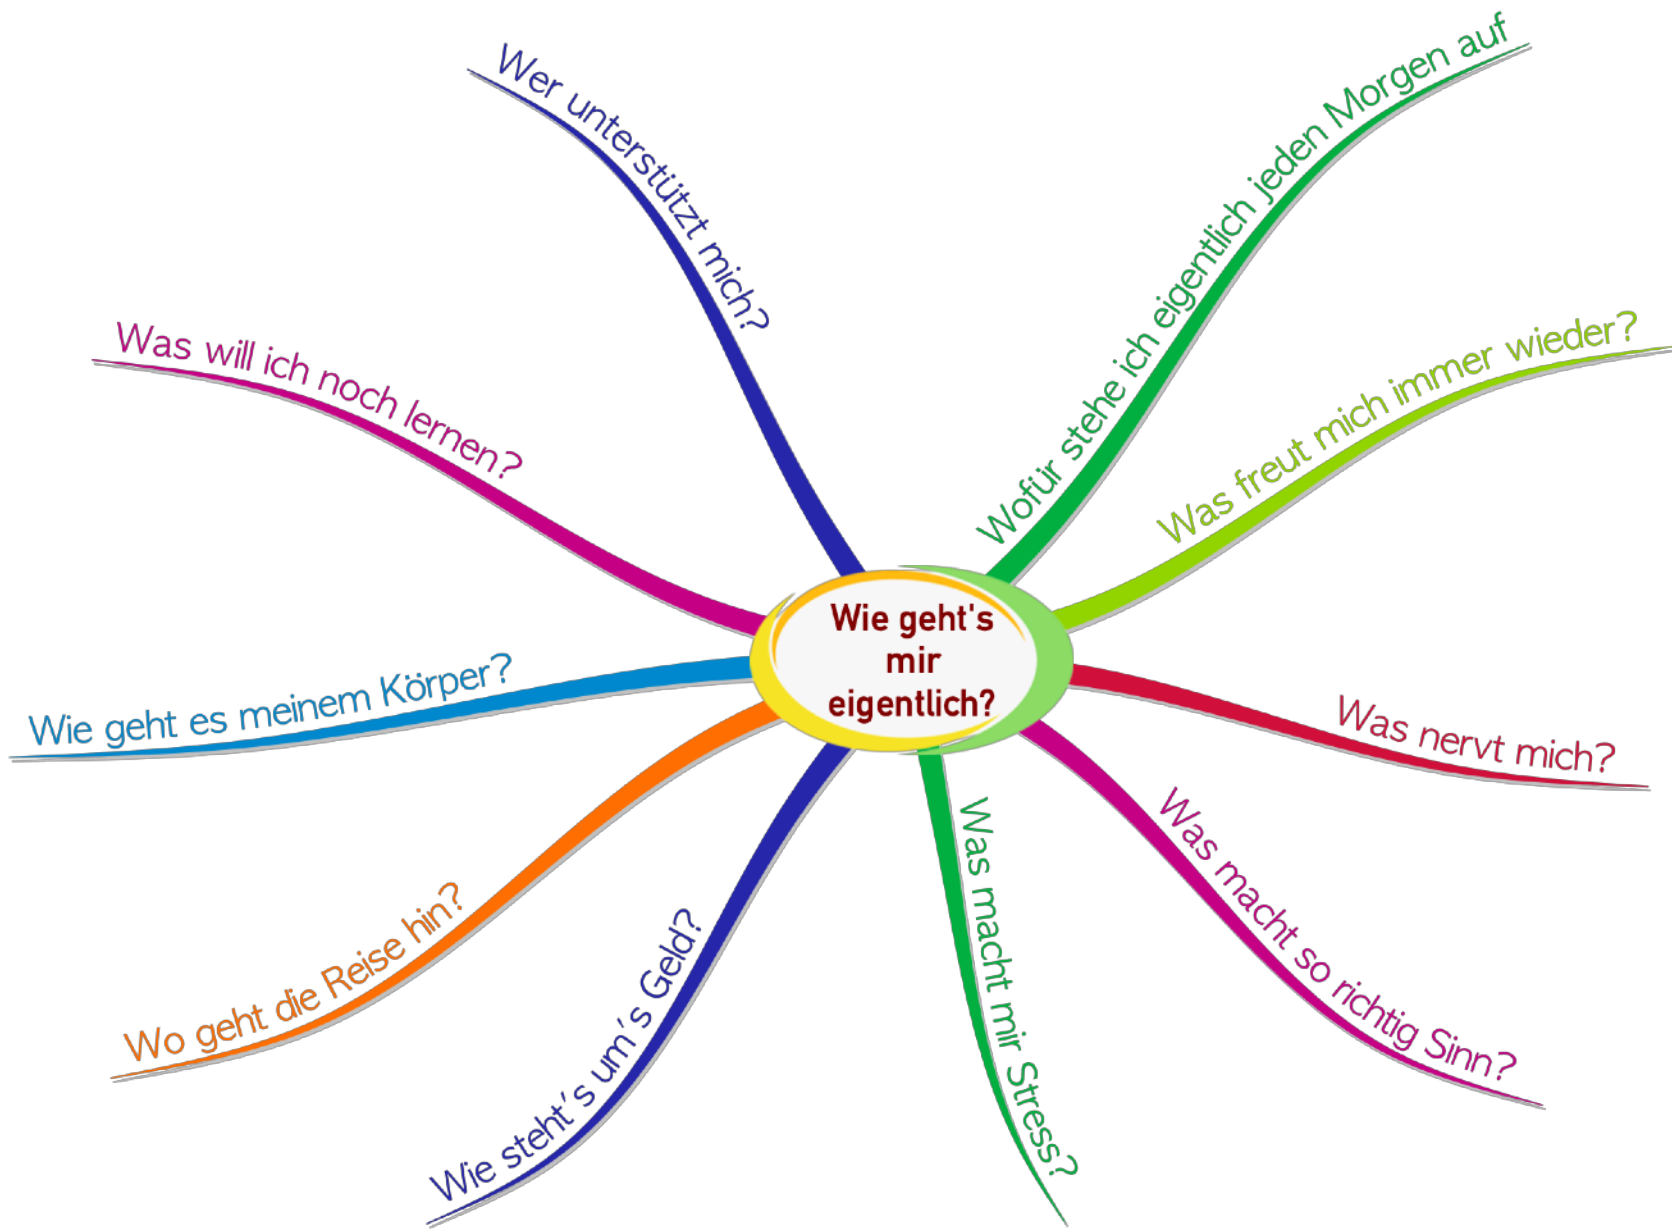 Wie geht's
mir
eigentlich?
Wofür stehe ich eigentlich jeden Morgen auf
Was freut mich immer wieder?
Was nervt mich?
Was macht so richtig Sinn?
Was macht mir Stress?
Wie steht´s um´s Geld?
Wo geht die Reise hin?
Wie geht es meinem Körper?
Was will ich noch lernen?
Wer unterstützt mich?